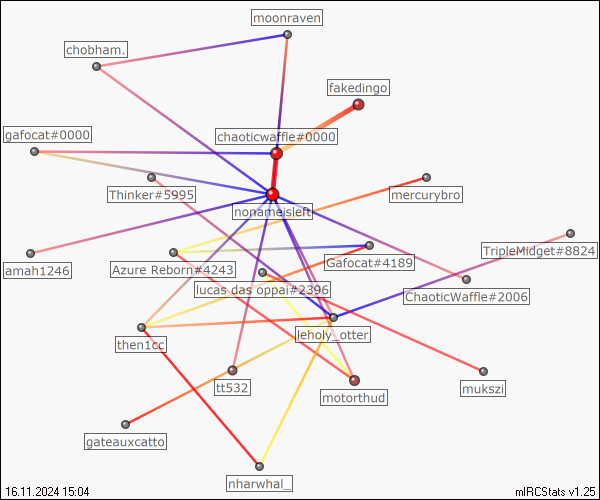 moonraven
chobham.
fakedingo
gafocat#0000
chaoticwaffle#0000
Thinker#5995
mercurybro
nonameisleft
TripleMidget#8824
amah1246
Azure Reborn#4243
Gafocat#4189
lucas das oppai#2396
ChaoticWaffle#2006
then1cc
leholy_otter
tt532
motorthud
mukszi
gateauxcatto
nharwhal_
16.11.2024 15:04
mIRCStats v1.25